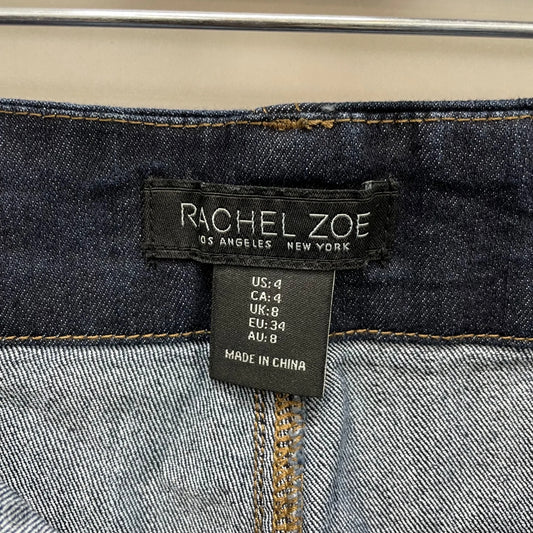 RACHEL ZOE
LOS ANGELES NEW YORK
US: 4
CA: 4
UK: 8
EU: 34
AU: 8
MADE IN CHINA